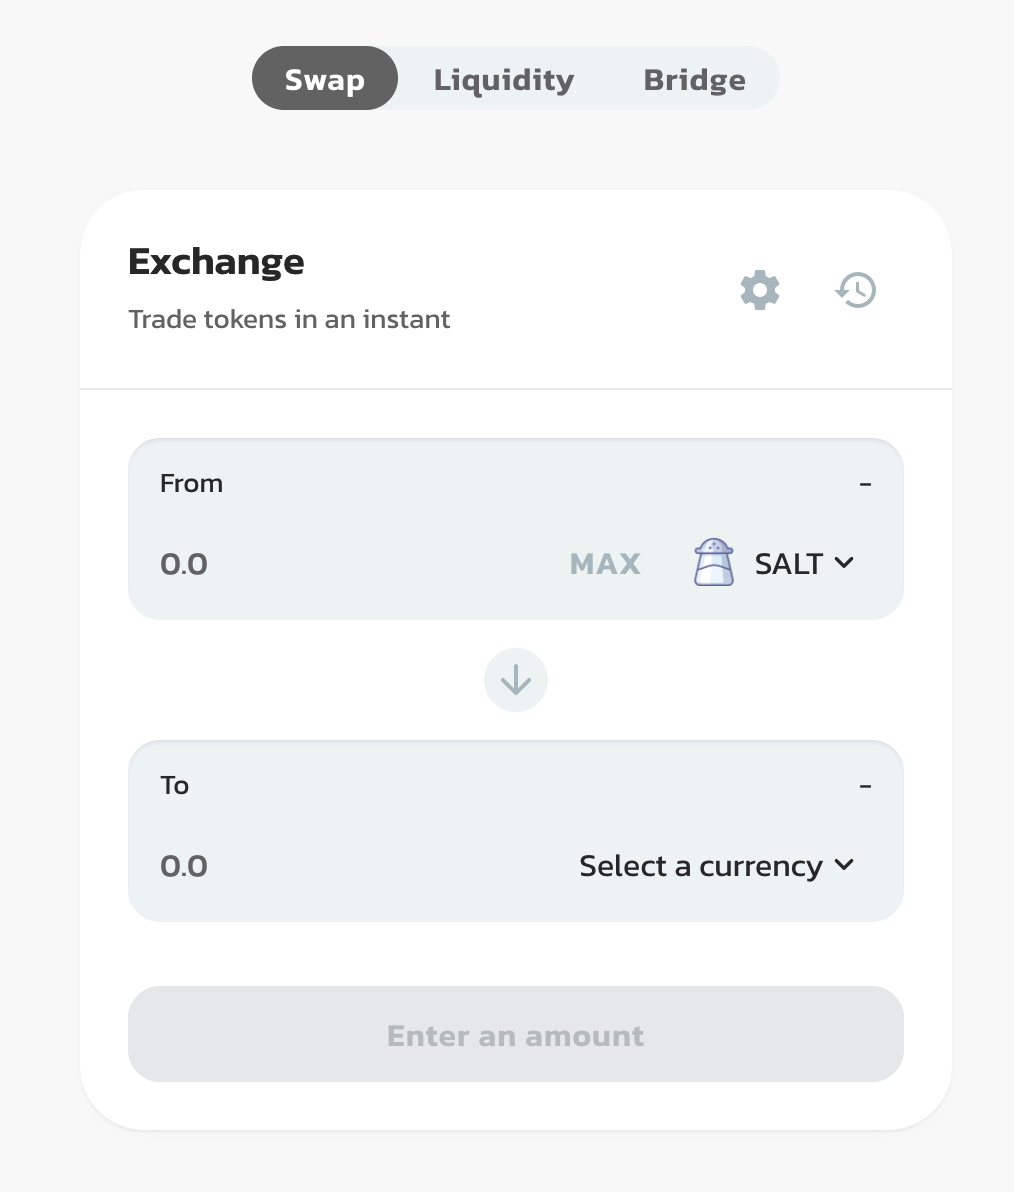 Swap Liquidity Bridge
Exchange
Trade tokens in an instant
From -
0.0 MAX SALT
To -
0.0 Select a currency
Enter an amount